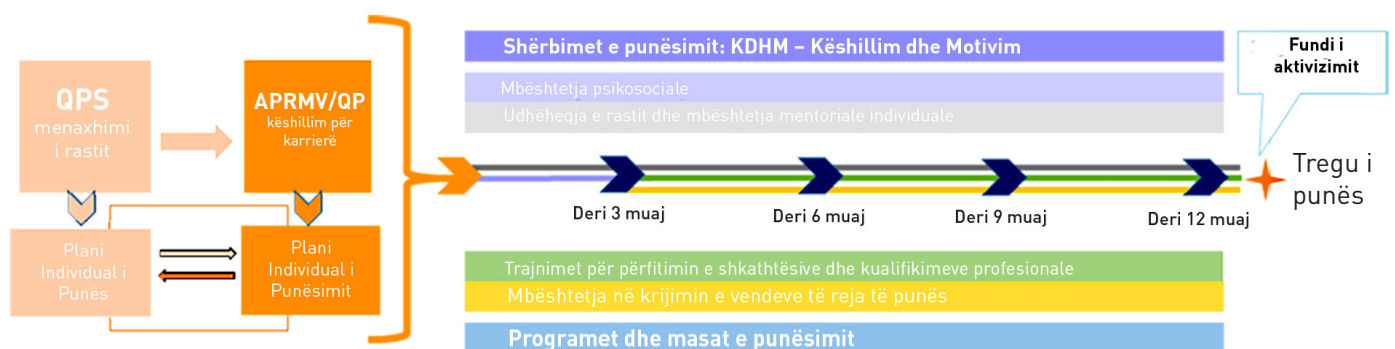 QPS
menaxhimi
i rastit
APRMV/QP
këshillim për
karrierë
Plani
Individual i
Punës
Plani
Individual i
Punësimit
Shërbimet e punësimit: KDHM – Këshillim dhe Motivim
Mbështetja psikosociale
Udhëheqja e rastit dhe mbështetja mentoriale individuale
Deri 3 muaj
Deri 6 muaj
Deri 9 muaj
Deri 12 muaj
Trajnimet për përfitimin e shkathtësive dhe kualifikimeve profesionale
Mbështetja në krijimin e vendeve të reja të punës
Programet dhe masat e punësimit
Fundi i
aktivizimit
Tregu i
punës